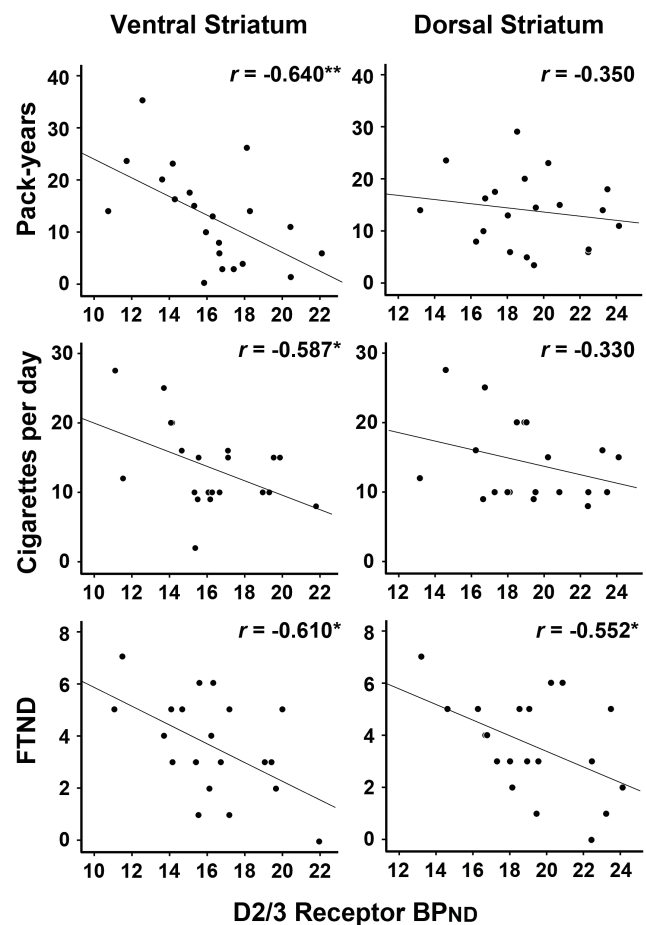 Ventral Striatum Dorsal Striatum
r = -0.640** r = -0.350
Pack-years
40
30
20
10
0
40
30
20
10
0
10 12 14 16 18 20 22
12 14 16 18 20 22 24
r = -0.587* r = -0.330
Cigarettes per day
30
20
10
0
30
20
10
0
10 12 14 16 18 20 22
12 14 16 18 20 22 24
r = -0.610* r = -0.552*
FTND
8
6
4
2
0
8
6
4
2
0
10 12 14 16 18 20 22
12 14 16 18 20 22 24
D2/3 Receptor BPND